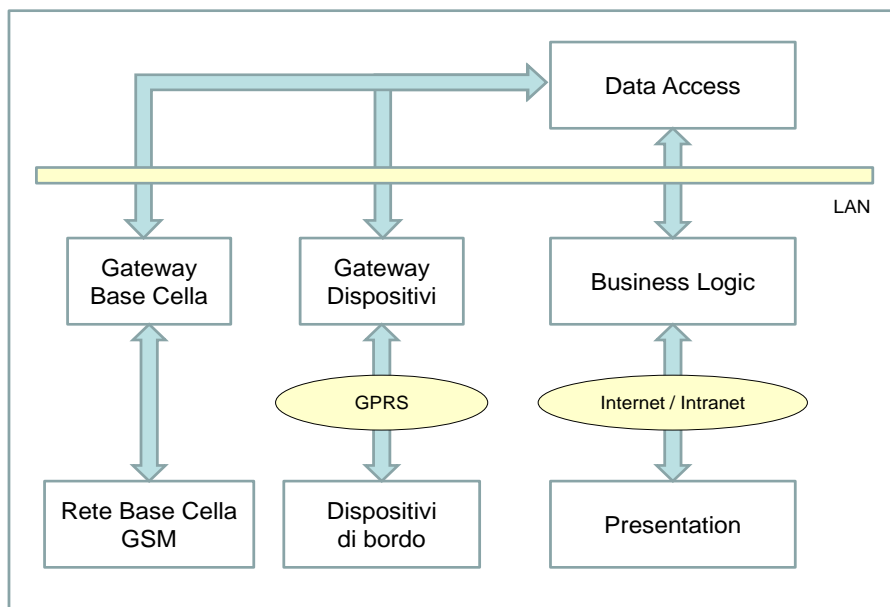 Data Access
LAN
Gateway
Base Cella
Gateway
Dispositivi
Business Logic
GPRS
Internet / Intranet
Rete Base Cella
GSM
Dispositivi
di bordo
Presentation